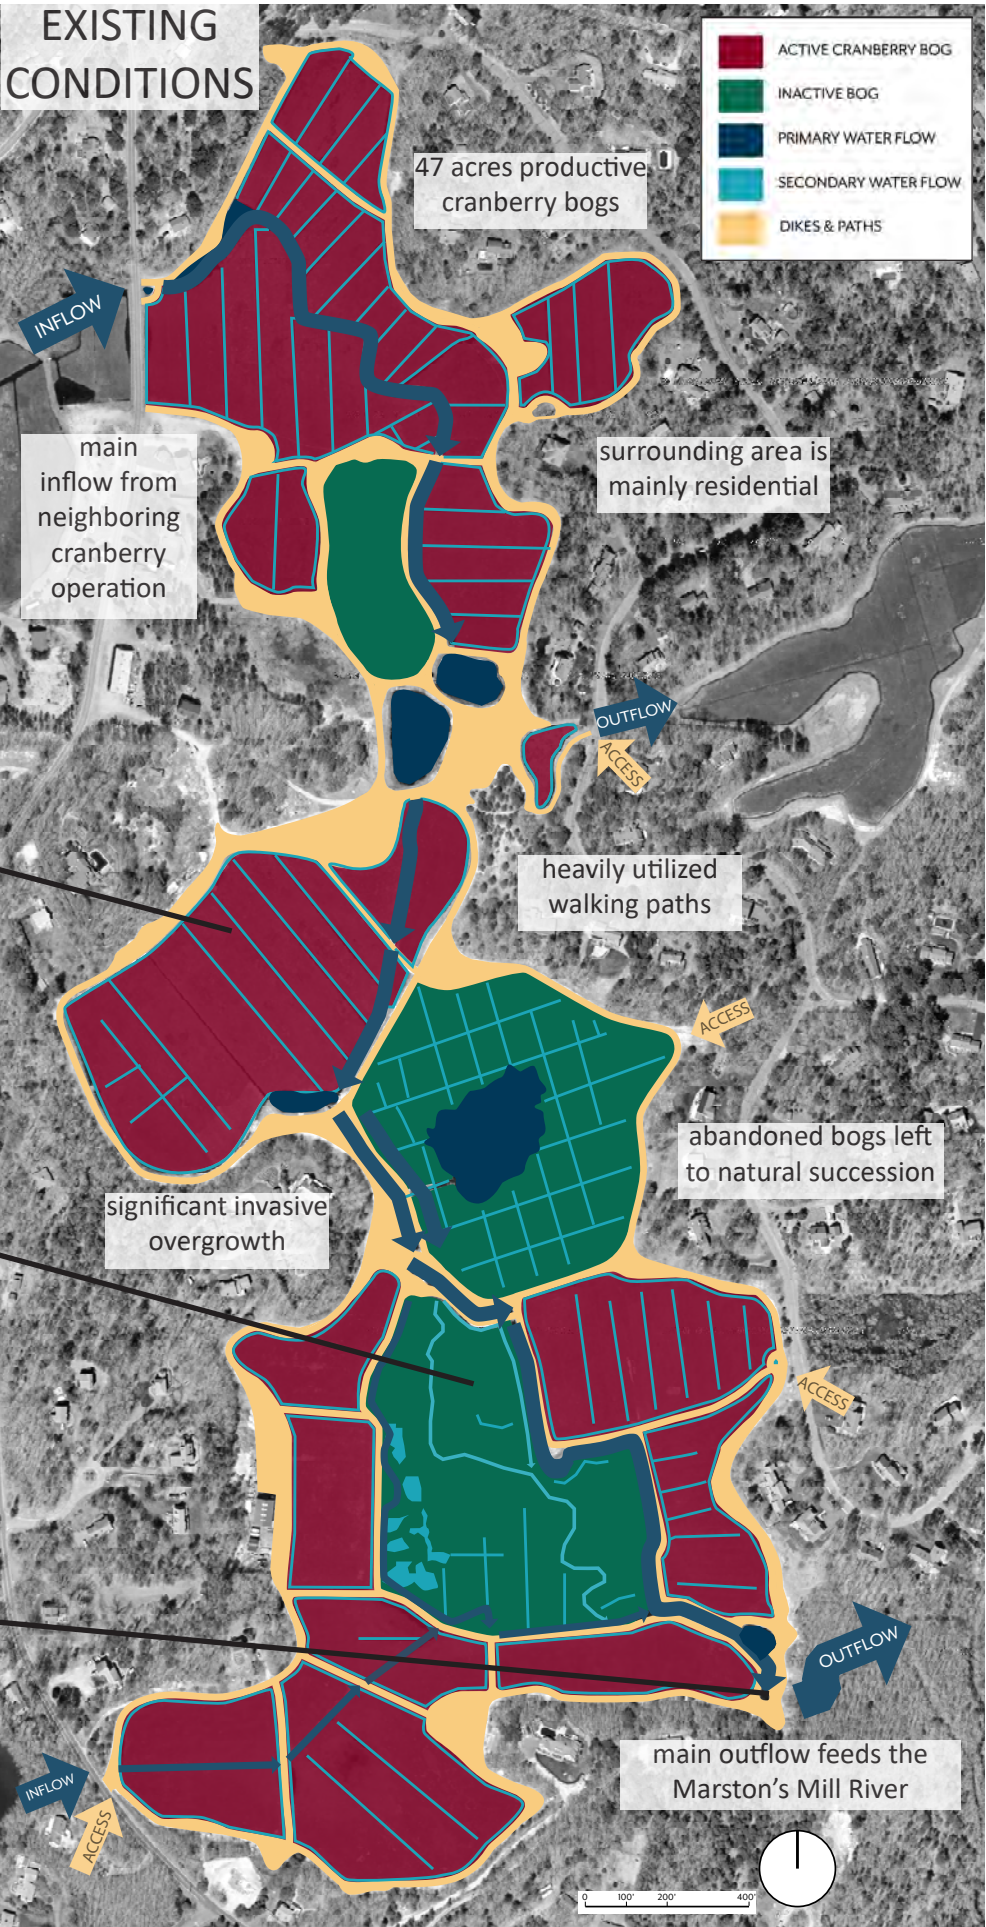 EXISTING
CONDITIONS
ACTIVE CRANBERRY BOG
INACTIVE BOG
PRIMARY WATER FLOW
SECONDARY WATER FLOW
DIKES & PATHS
47 acres productive
cranberry bogs
INFLOW
main
inflow from
neighboring
cranberry
operation
surrounding area is
mainly residential
OUTFLOW
ACCESS
heavily utilized
walking paths
ACCESS
abandoned bogs left
to natural succession
significant invasive
overgrowth
ACCESS
OUTFLOW
main outflow feeds the
Marston's Mill River
INFLOW
ACCESS
0 100' 200' 400'